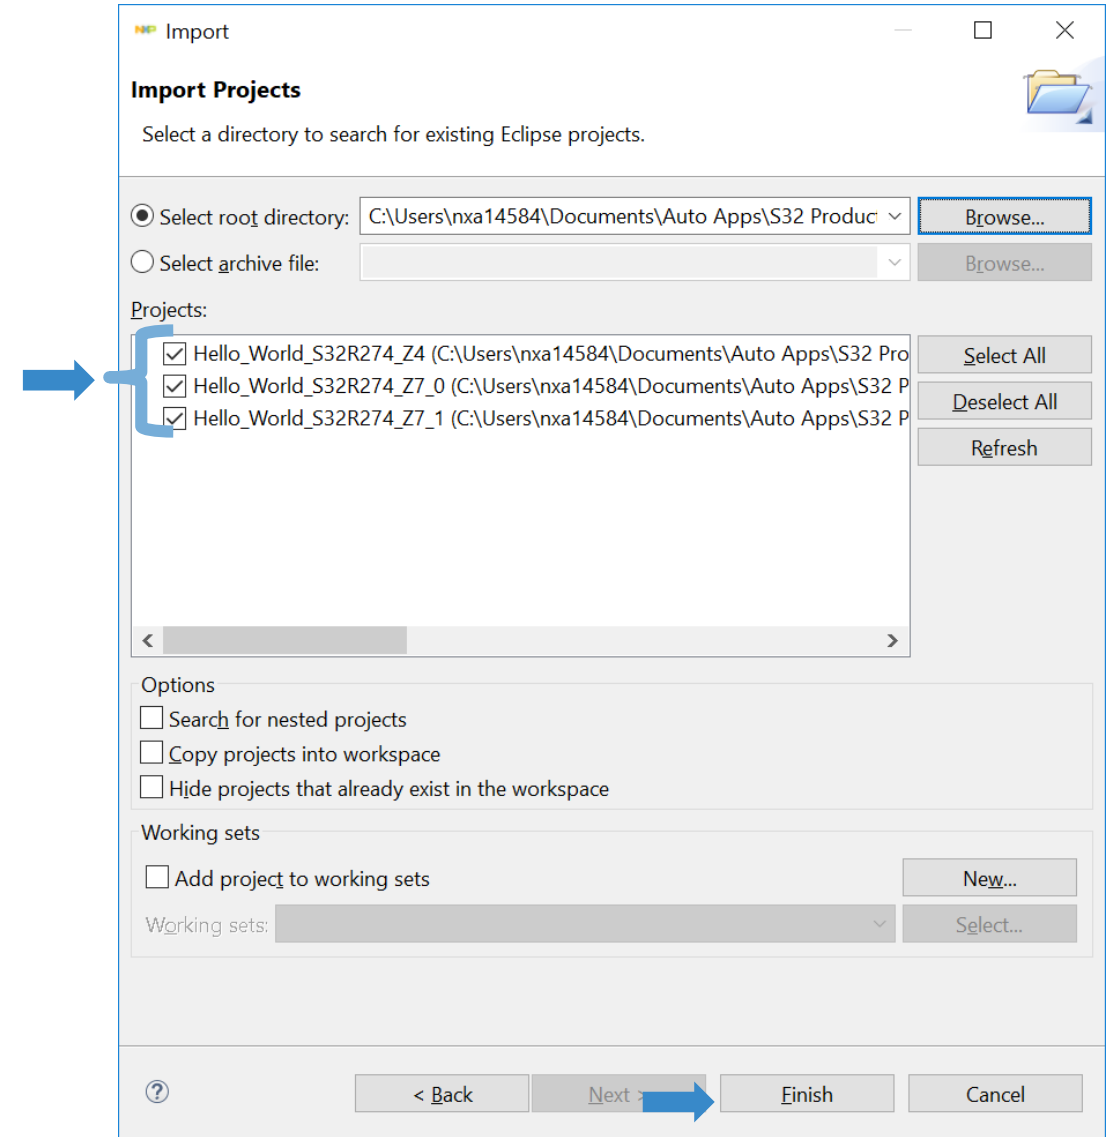 NXP Import
Import Projects
Select a directory to search for existing Eclipse projects.
Select root directory: C:\Users\nxa14584\Documents\Auto Apps\S32 Product Browse...
Select archive file: Browse...
Projects:
Hello_World_S32R274_Z4 (C:\Users\nxa14584\Documents\Auto Apps\S32 Pro Select All
Hello_World_S32R274_Z7_0 (C:\Users\nxa14584\Documents\Auto Apps\S32 P Deselect All
Hello_World_S32R274_Z7_1 (C:\Users\nxa14584\Documents\Auto Apps\S32 P Refresh
Options
Search for nested projects
Copy projects into workspace
Hide projects that already exist in the workspace
Working sets
Add project to working sets New...
Working sets: Select...
? < Back Next > Finish Cancel